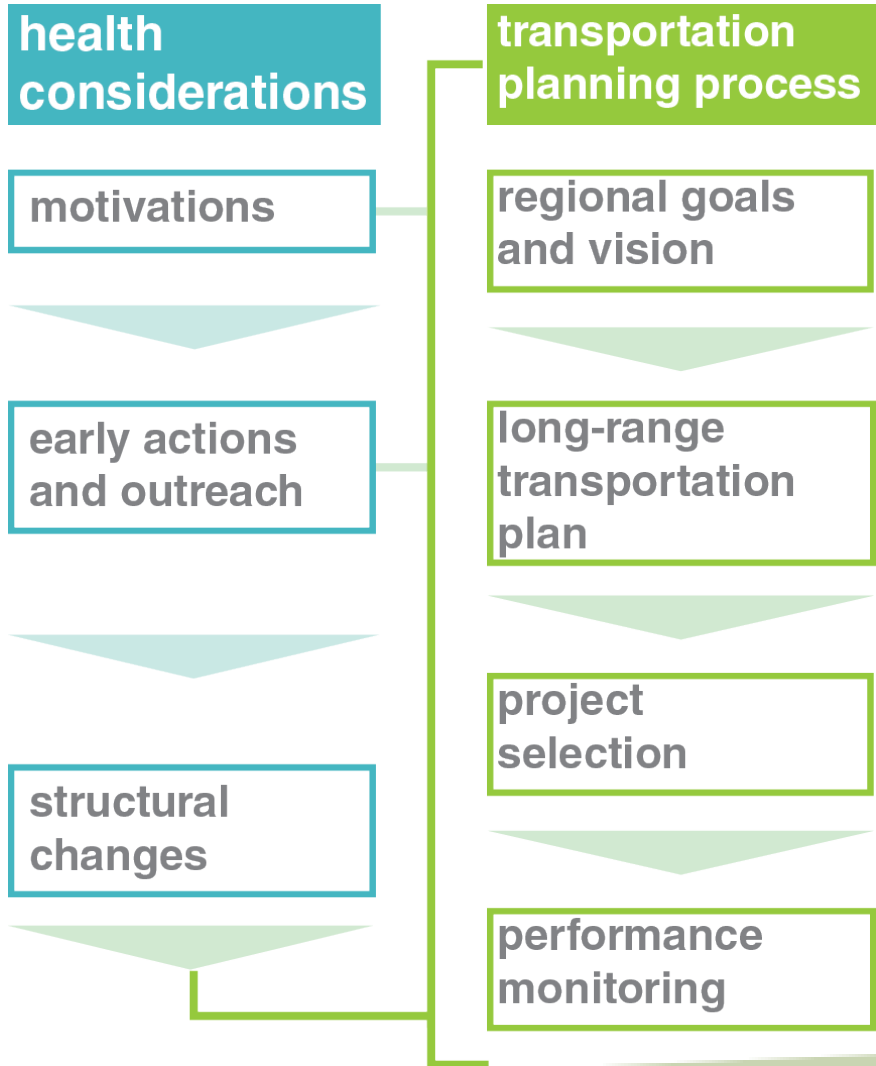 health
considerations
motivations
early actions
and outreach
structural
changes
transportation
planning process
regional goals
and vision
long-range
transportation
plan
project
selection
performance
monitoring